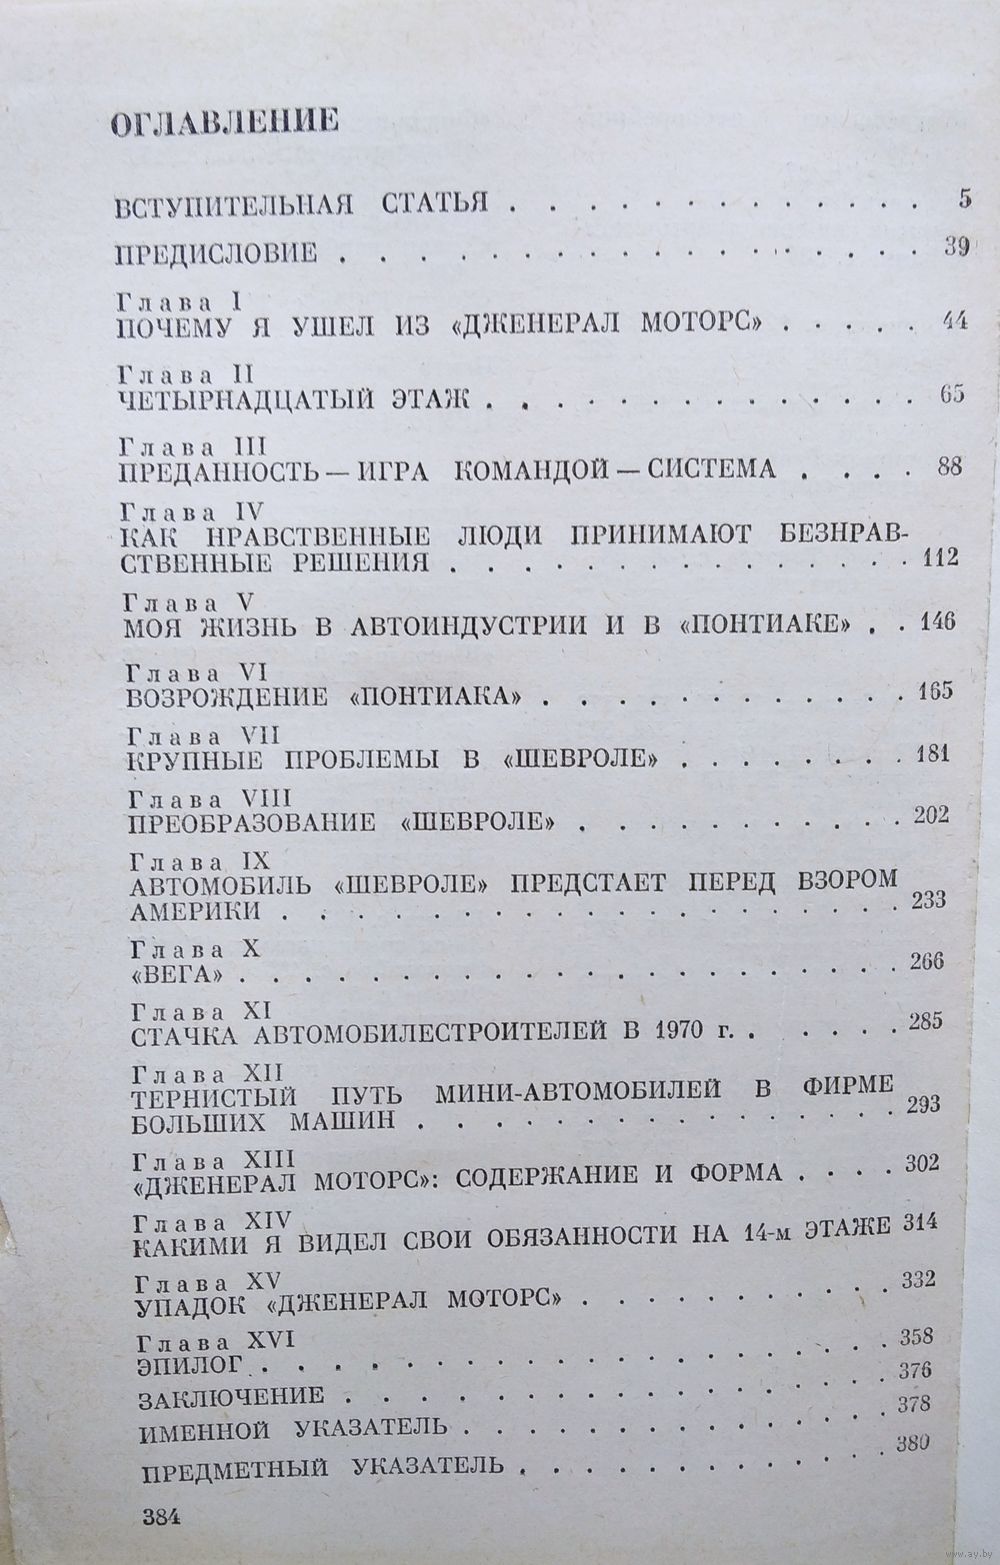 ОГЛАВЛЕНИЕ
ВСТУПИТЕЛЬНАЯ СТАТЬЯ . . . . . . . . . . . . . 5
ПРЕДИСЛОВИЕ . . . . . . . . . . . . . . . . . 39
Глава I
ПОЧЕМУ Я УШЕЛ ИЗ «ДЖЕНЕРАЛ МОТОРС» . . . . . 44
Глава II
ЧЕТЫРНАДЦАТЫЙ ЭТАЖ . . . . . . . . . . . . . 65
Глава III
ПРЕДАННОСТЬ — ИГРА КОМАНДОЙ — СИСТЕМА . . . . 88
Глава IV
КАК НРАВСТВЕННЫЕ ЛЮДИ ПРИНИМАЮТ БЕЗНРАВ-
СТВЕННЫЕ РЕШЕНИЯ . . . . . . . . . . . . . 112
Глава V
МОЯ ЖИЗНЬ В АВТОИНДУСТРИИ И В «ПОНТИАКЕ» . . 146
Глава VI
ВОЗРОЖДЕНИЕ «ПОНТИАКА» . . . . . . . . . . 165
Глава VII
КРУПНЫЕ ПРОБЛЕМЫ В «ШЕВРОЛЕ» . . . . . . . 181
Глава VIII
ПРЕОБРАЗОВАНИЕ «ШЕВРОЛЕ» . . . . . . . . . 202
Глава IX
АВТОМОБИЛЬ «ШЕВРОЛЕ» ПРЕДСТАЕТ ПЕРЕД ВЗОРОМ
АМЕРИКИ . . . . . . . . . . . . . . . . . 233
Глава X
«ВЕГА» . . . . . . . . . . . . . . . . . . 266
Глава XI
СТАЧКА АВТОМОБИЛЕСТРОИТЕЛЕЙ В 1970 г. . . . . . 285
Глава XII
ТЕРНИСТЫЙ ПУТЬ МИНИ-АВТОМОБИЛЕЙ В ФИРМЕ
БОЛЬШИХ МАШИН . . . . . . . . . . . . . . 293
Глава XIII
«ДЖЕНЕРАЛ МОТОРС»: СОДЕРЖАНИЕ И ФОРМА . . . . 302
Глава XIV
КАКИМИ Я ВИДЕЛ СВОИ ОБЯЗАННОСТИ НА 14-м ЭТАЖЕ 314
Глава XV
УПАДОК «ДЖЕНЕРАЛ МОТОРС» . . . . . . . . . 332
Глава XVI
ЭПИЛОГ . . . . . . . . . . . . . . . . . 358
ЗАКЛЮЧЕНИЕ . . . . . . . . . . . . . . . 376
ИМЕННОЙ УКАЗАТЕЛЬ . . . . . . . . . . . . 378
ПРЕДМЕТНЫЙ УКАЗАТЕЛЬ . . . . . . . . . . . 380
384
www.ay.by